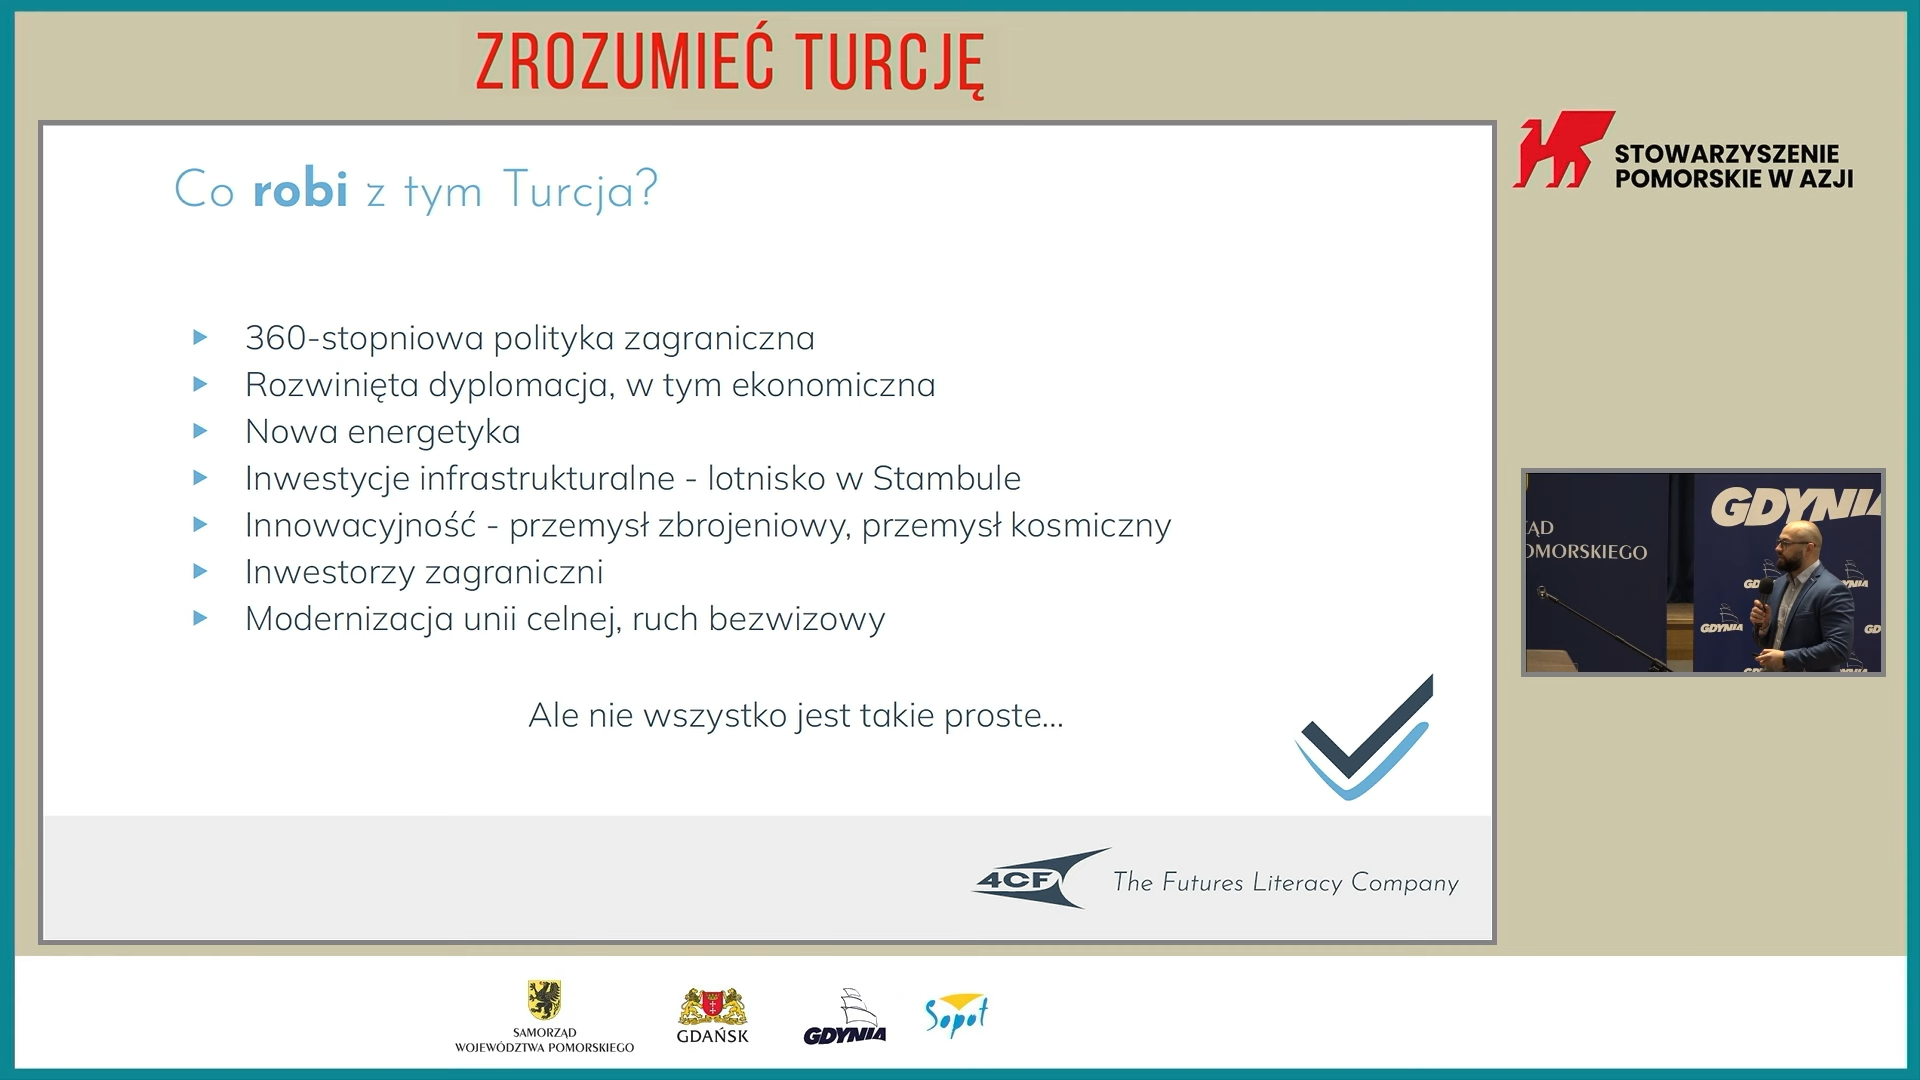 ZROZUMIEĆ TURCJĘ
STOWARZYSZENIE
POMORSKIE W AZJI
Co robi z tym Turcja?
360-stopniowa polityka zagraniczna
Rozwinięta dyplomacja, w tym ekonomiczna
Nowa energetyka
Inwestycje infrastrukturalne - lotnisko w Stambule
Innowacyjność - przemysł zbrojeniowy, przemysł kosmiczny
Inwestorzy zagraniczni
Modernizacja unii celnej, ruch bezwizowy
Ale nie wszystko jest takie proste...
4CF The Futures Literacy Company
GDYNIA
OMORSKIEGO
GDYNIA
SAMORZĄD
WOJEWÓDZTWA POMORSKIEGO
GDAŃSK
GDYNIA
Sopot